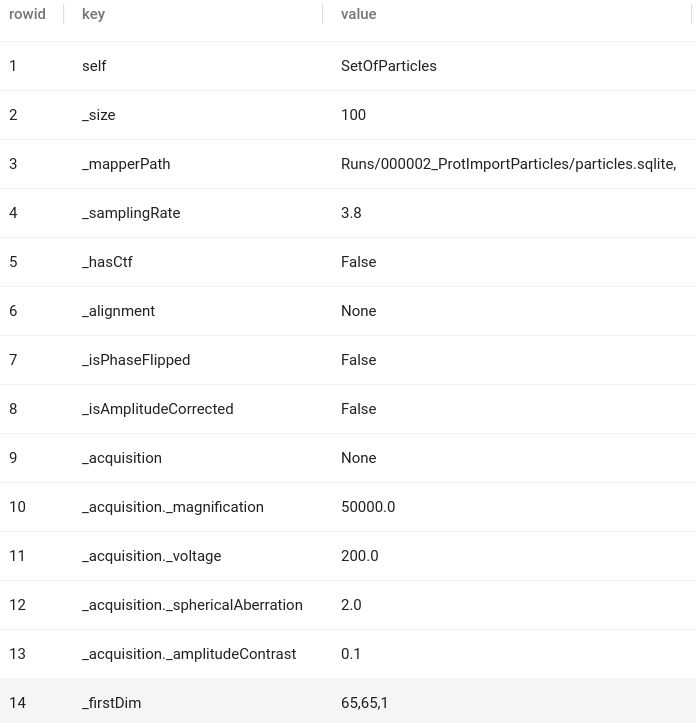 rowid key value
1 self SetOfParticles
2 _size 100
3 _mapperPath Runs/000002_ProtImportParticles/particles.sqlite,
4 _samplingRate 3.8
5 _hasCtf False
6 _alignment None
7 _isPhaseFlipped False
8 _isAmplitudeCorrected False
9 _acquisition None
10 _acquisition._magnification 50000.0
11 _acquisition._voltage 200.0
12 _acquisition._sphericalAberration 2.0
13 _acquisition._amplitudeContrast 0.1
14 _firstDim 65,65,1